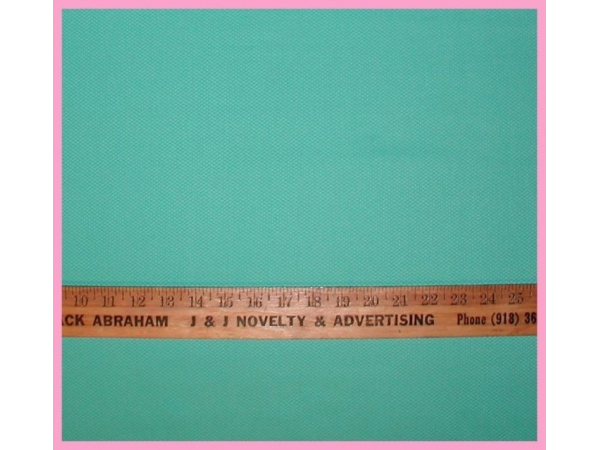 10 11 12 13 14 15 16 17 18 19 20 21 22 23 24 25
ACK ABRAHAM J & J NOVELTY & ADVERTISING Phone (918) 36